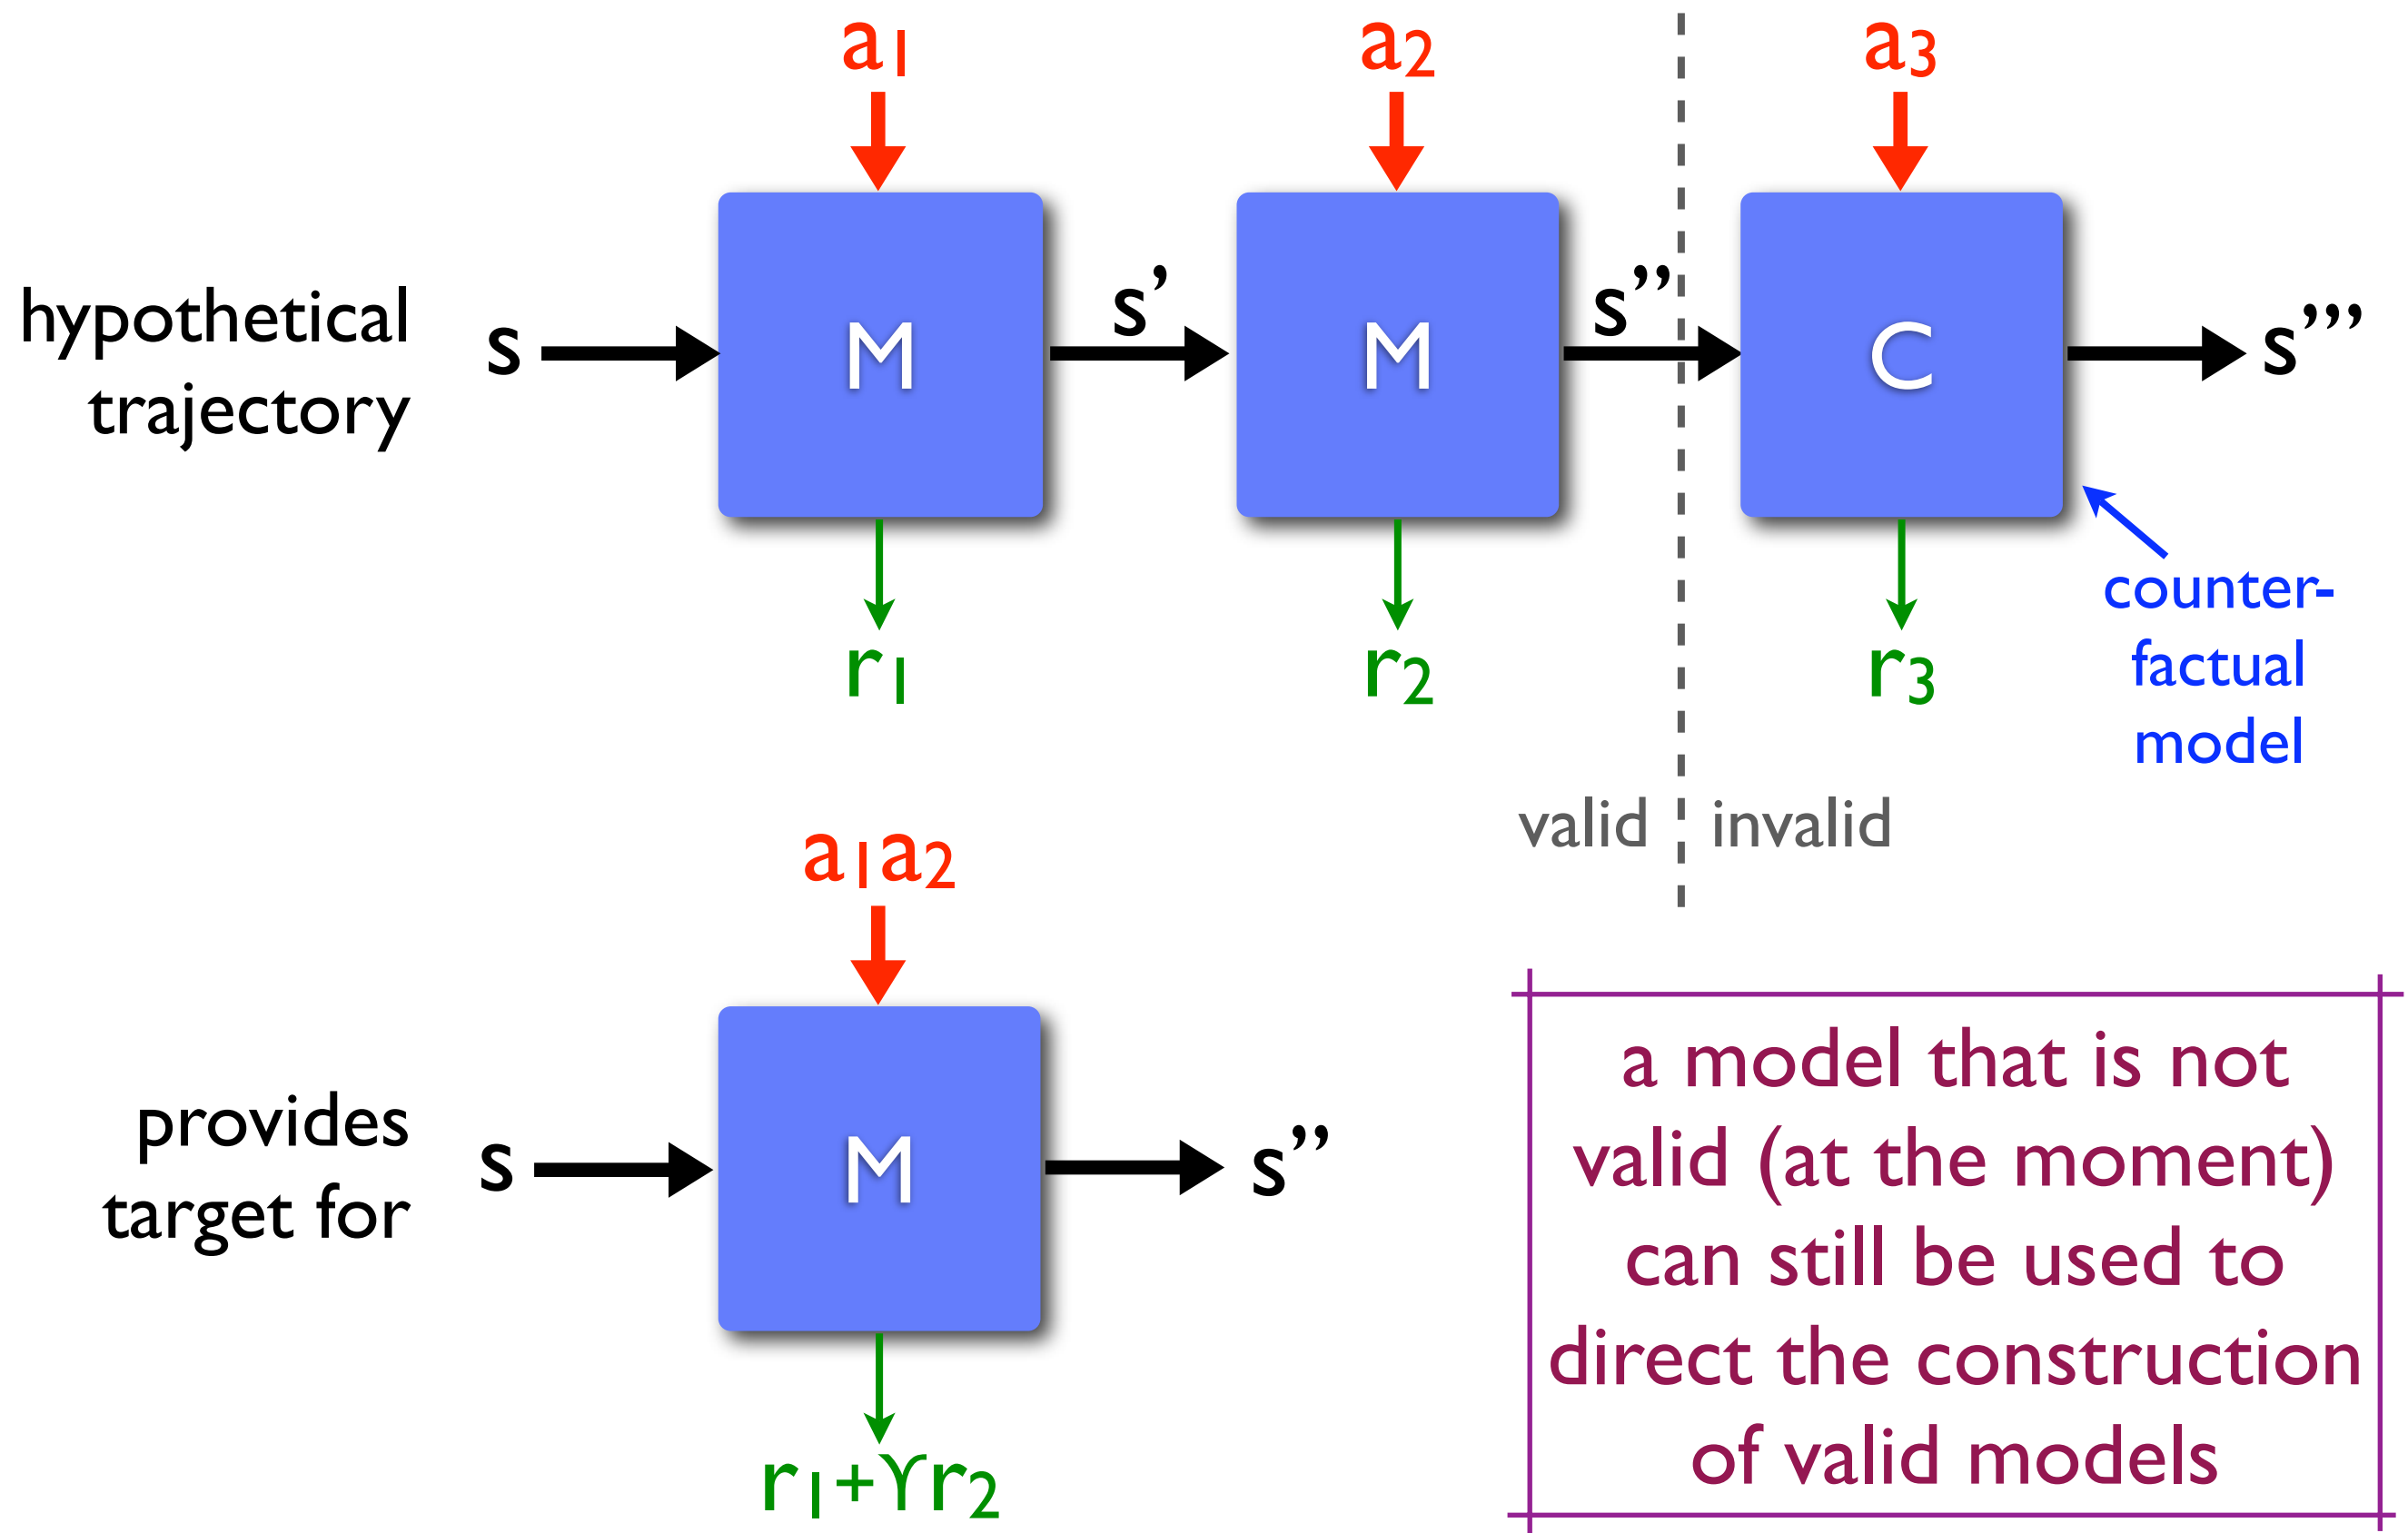 a1
a2
a3
hypothetical
trajectory
s
M
s’
M
s’’
C
s’’’
r1
r2
r3
counter-
factual
model
valid
invalid
a1a2
provides
target for
s
M
s’’
r1+ϒr2
a model that is not
valid (at the moment)
can still be used to
direct the construction
of valid models